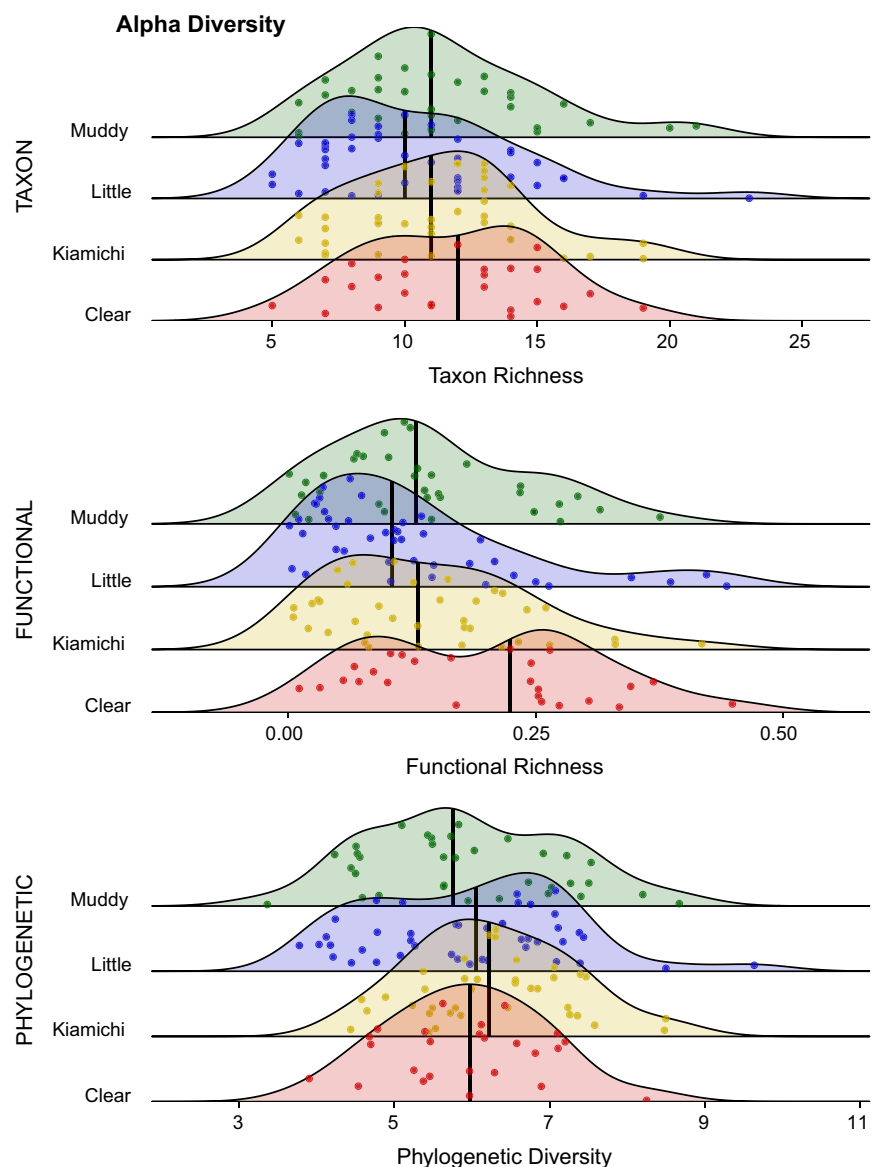 Alpha Diversity
TAXON
Muddy
Little
Kiamichi
Clear
5 10 15 20 25
Taxon Richness
FUNCTIONAL
Muddy
Little
Kiamichi
Clear
0.00 0.25 0.50
Functional Richness
PHYLOGENETIC
Muddy
Little
Kiamichi
Clear
3 5 7 9 11
Phylogenetic Diversity